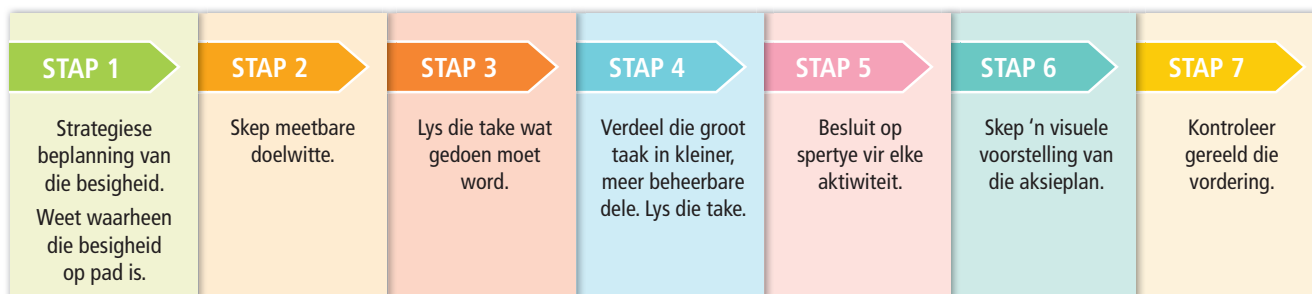 STAP 1
Strategiese
beplanning van
die besigheid.
Weet waarheen
die besigheid
op pad is.
STAP 2
Skep meetbare
doelwitte.
STAP 3
Lys die take wat
gedoen moet
word.
STAP 4
Verdeel die groot
taak in kleiner,
meer beheerbare
dele. Lys die take.
STAP 5
Besluit op
spertye vir elke
aktiwiteit.
STAP 6
Skep ‘n visuele
voorstelling van
die aksieplan.
STAP 7
Kontroleer
gereeld die
vordering.